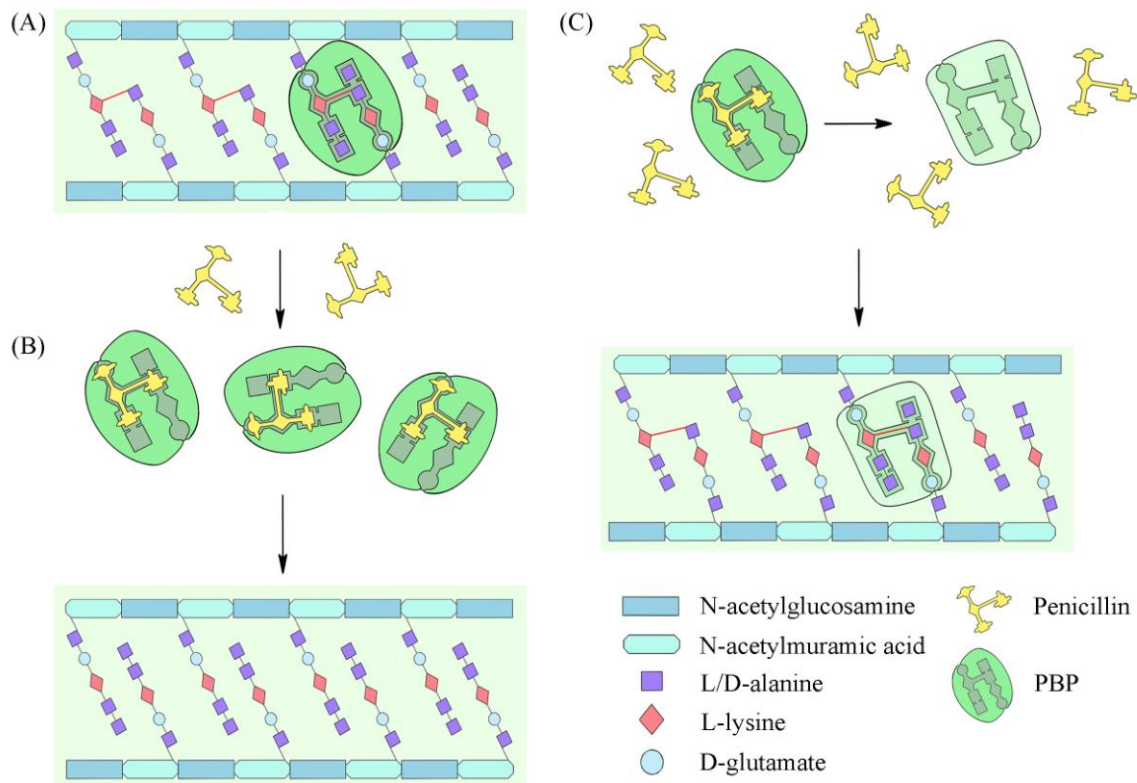 (A)
(B)
(C)
N-acetylglucosamine
N-acetylmuramic acid
L/D-alanine
L-lysine
D-glutamate
Penicillin
PBP